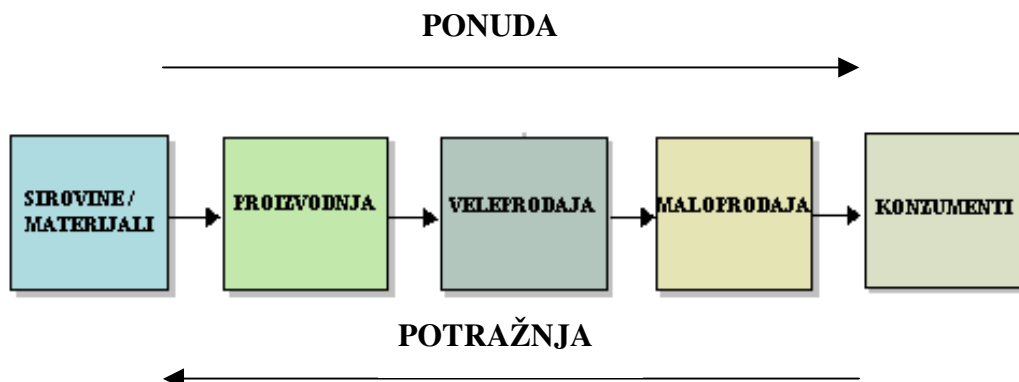 PONUDA
SIROVINE /
MATERIJALI
PROIZVODNJA
VELEPRODAJA
MALOPRODAJA
KONZUMENTI
POTRAŽNJA